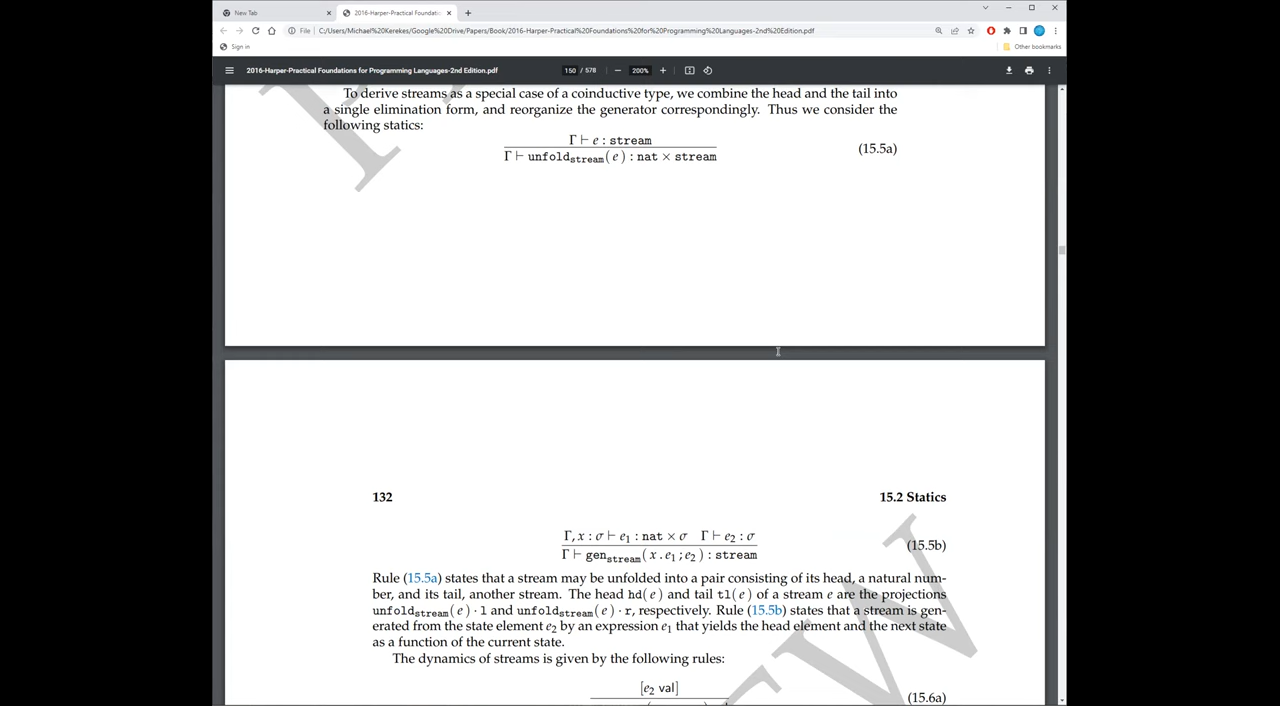 New Tab
2016-Harper-Practical Foundatio
File
C:/Users/Michael%20Kerekes/Google%20Drive/Papers/Book/2016-Harper-Practical%20Foundations%20for%20Programming%20Languages-2nd%20Edition.pdf
Sign in
Other bookmarks
2016-Harper-Practical Foundations for Programming Languages-2nd Edition.pdf
150 / 578
200%
To derive streams as a special case of a coinductive type, we combine the head and the tail into
a single elimination form, and reorganize the generator correspondingly. Thus we consider the
following statics:
Γ ⊢ e : stream
Γ ⊢ unfold_stream(e) : nat × stream
(15.5a)
132
15.2 Statics
Γ, x : σ ⊢ e₁ : nat × σ Γ ⊢ e₂ : σ
Γ ⊢ gen_stream(x.e₁;e₂) : stream
(15.5b)
Rule (15.5a) states that a stream may be unfolded into a pair consisting of its head, a natural num-
ber, and its tail, another stream. The head hd(e) and tail tl(e) of a stream e are the projections
unfold_stream(e) · l and unfold_stream(e) · r, respectively. Rule (15.5b) states that a stream is gen-
erated from the state element e₂ by an expression e₁ that yields the head element and the next state
as a function of the current state.
The dynamics of streams is given by the following rules:
[e₂ val]
(15.6a)